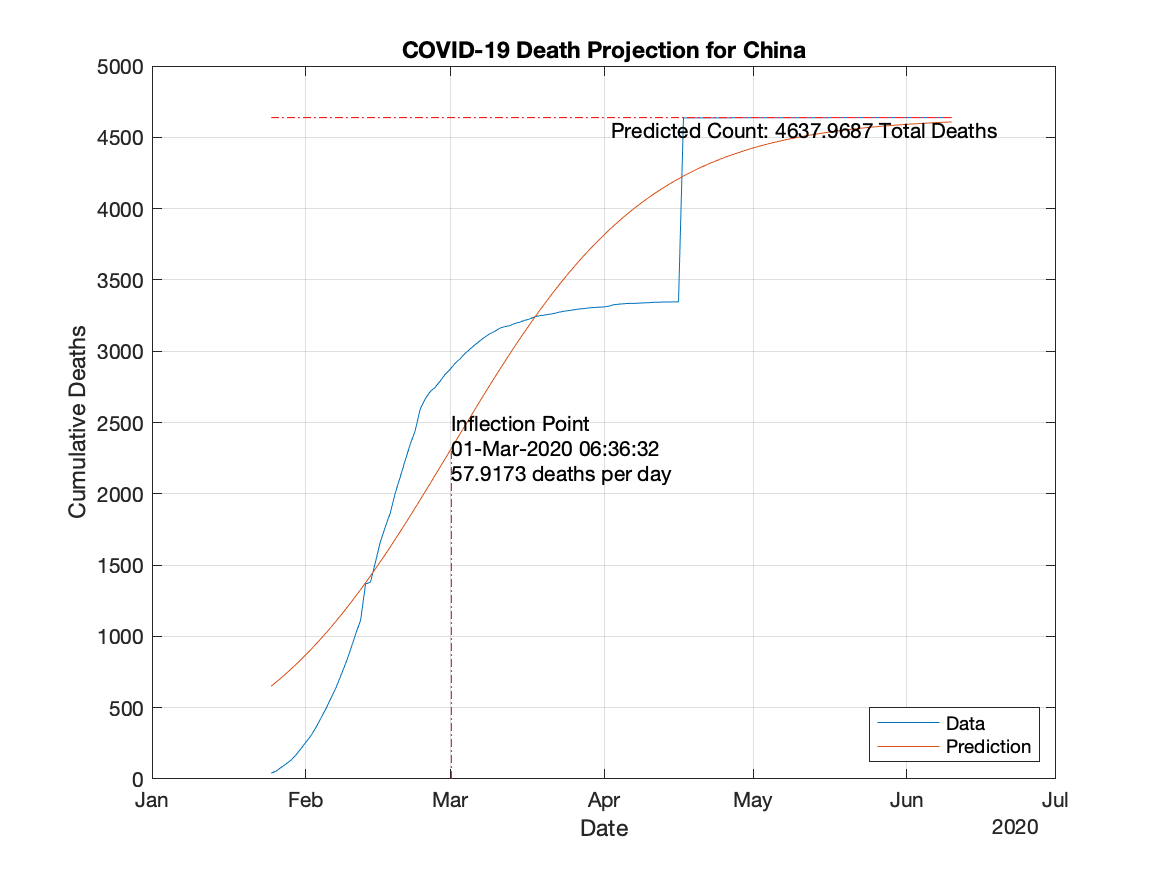 COVID-19 Death Projection for China
5000
4500
4000
3500
3000
2500
2000
1500
1000
500
0
Cumulative Deaths
Predicted Count: 4637.9687 Total Deaths
Inflection Point
01-Mar-2020 06:36:32
57.9173 deaths per day
Data
Prediction
Jan Feb Mar Apr May Jun Jul
Date
2020